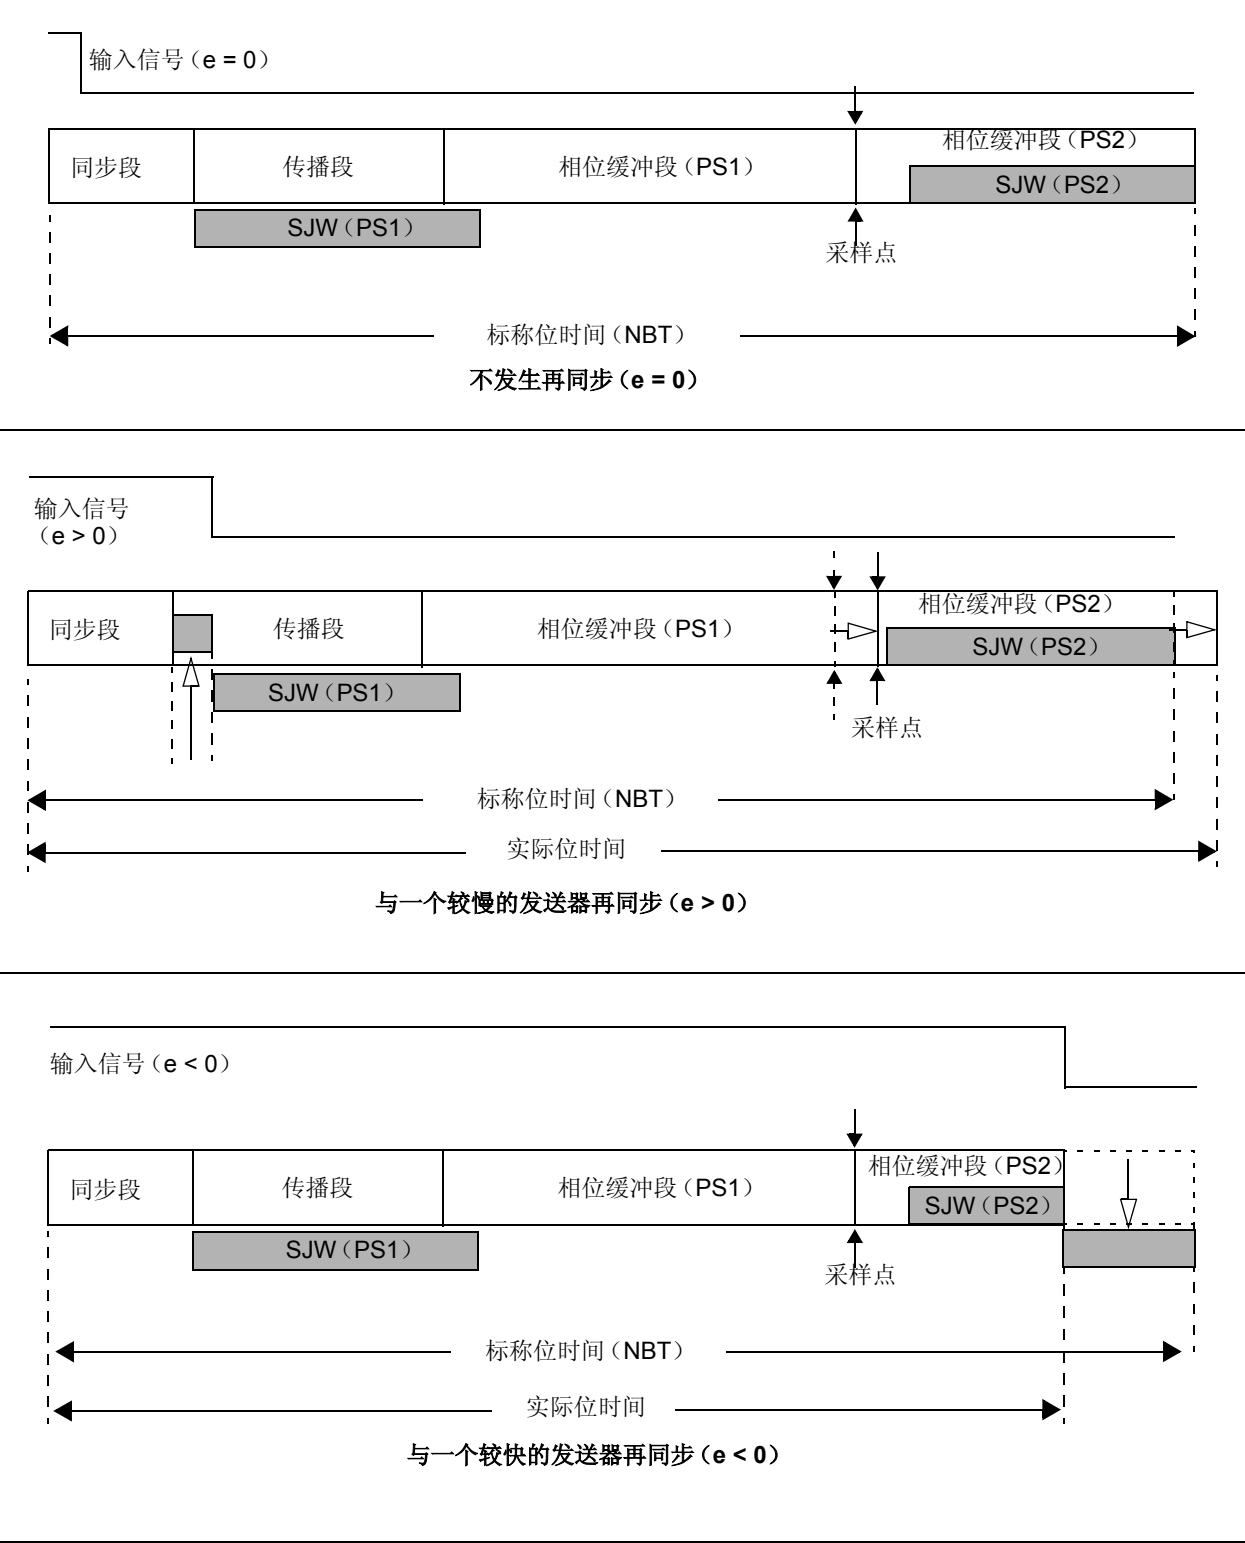 输入信号（e = 0）
同步段
传播段
相位缓冲段（PS1）
相位缓冲段（PS2）
SJW（PS2）
SJW（PS1）
采样点
标称位时间（NBT）
不发生再同步（e = 0）
输入信号
（e > 0）
同步段
传播段
相位缓冲段（PS1）
相位缓冲段（PS2）
SJW（PS2）
SJW（PS1）
采样点
标称位时间（NBT）
实际位时间
与一个较慢的发送器再同步（e > 0）
输入信号（e < 0）
同步段
传播段
相位缓冲段（PS1）
相位缓冲段（PS2）
SJW（PS2）
SJW（PS1）
采样点
标称位时间（NBT）
实际位时间
与一个较快的发送器再同步（e < 0）